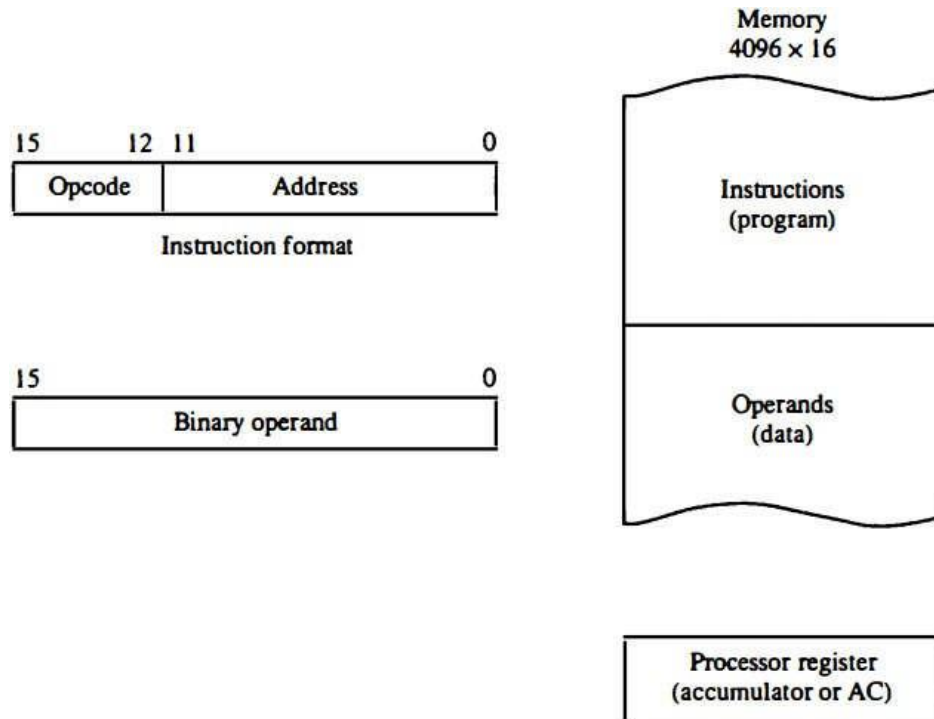 Memory
4096 × 16
15 12 11 0
Opcode Address
Instruction format
Instructions
(program)
15 0
Binary operand
Operands
(data)
Processor register
(accumulator or AC)